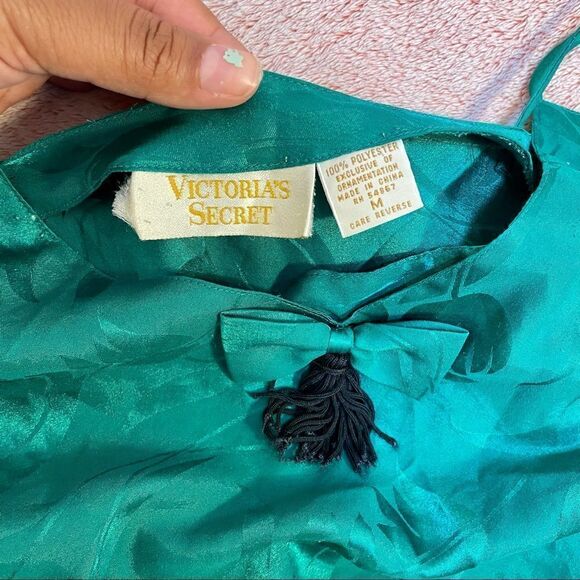 VICTORIA'S
SECRET
100% POLYESTER
EXCLUSIVE OF
ORNAMENTATION
MADE IN CHINA
RN 54867
M
CARE REVERSE